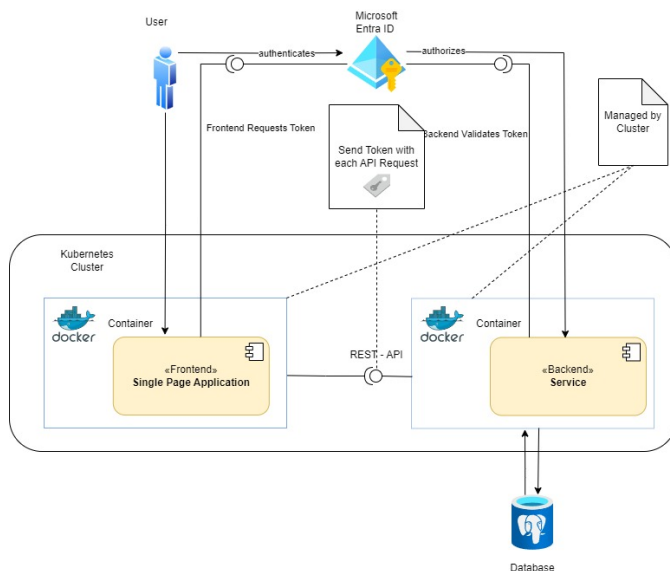 User
Microsoft
Entra ID
authenticates
authorizes
Frontend Requests Token
Backend Validates Token
Send Token with
each API Request
Managed by
Cluster
Kubernetes
Cluster
docker
Container
docker
Container
REST - API
«Frontend»
Single Page Application
«Backend»
Service
Database